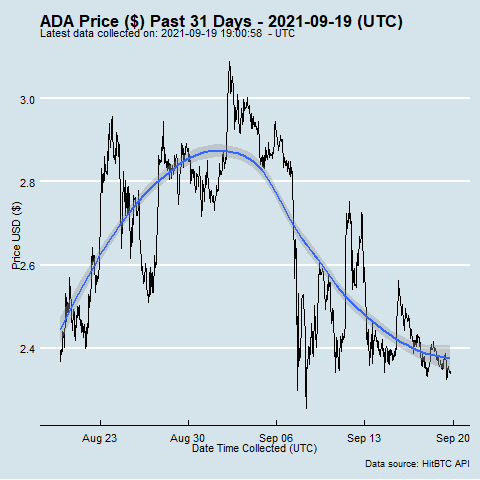 ADA Price ($) Past 31 Days - 2021-09-19 (UTC)
Latest data collected on: 2021-09-19 19:00:58 - UTC
3.0
2.8
2.6
2.4
Price USD ($)
Aug 23
Aug 30
Sep 06
Sep 13
Sep 20
Date Time Collected (UTC)
Data source: HitBTC API